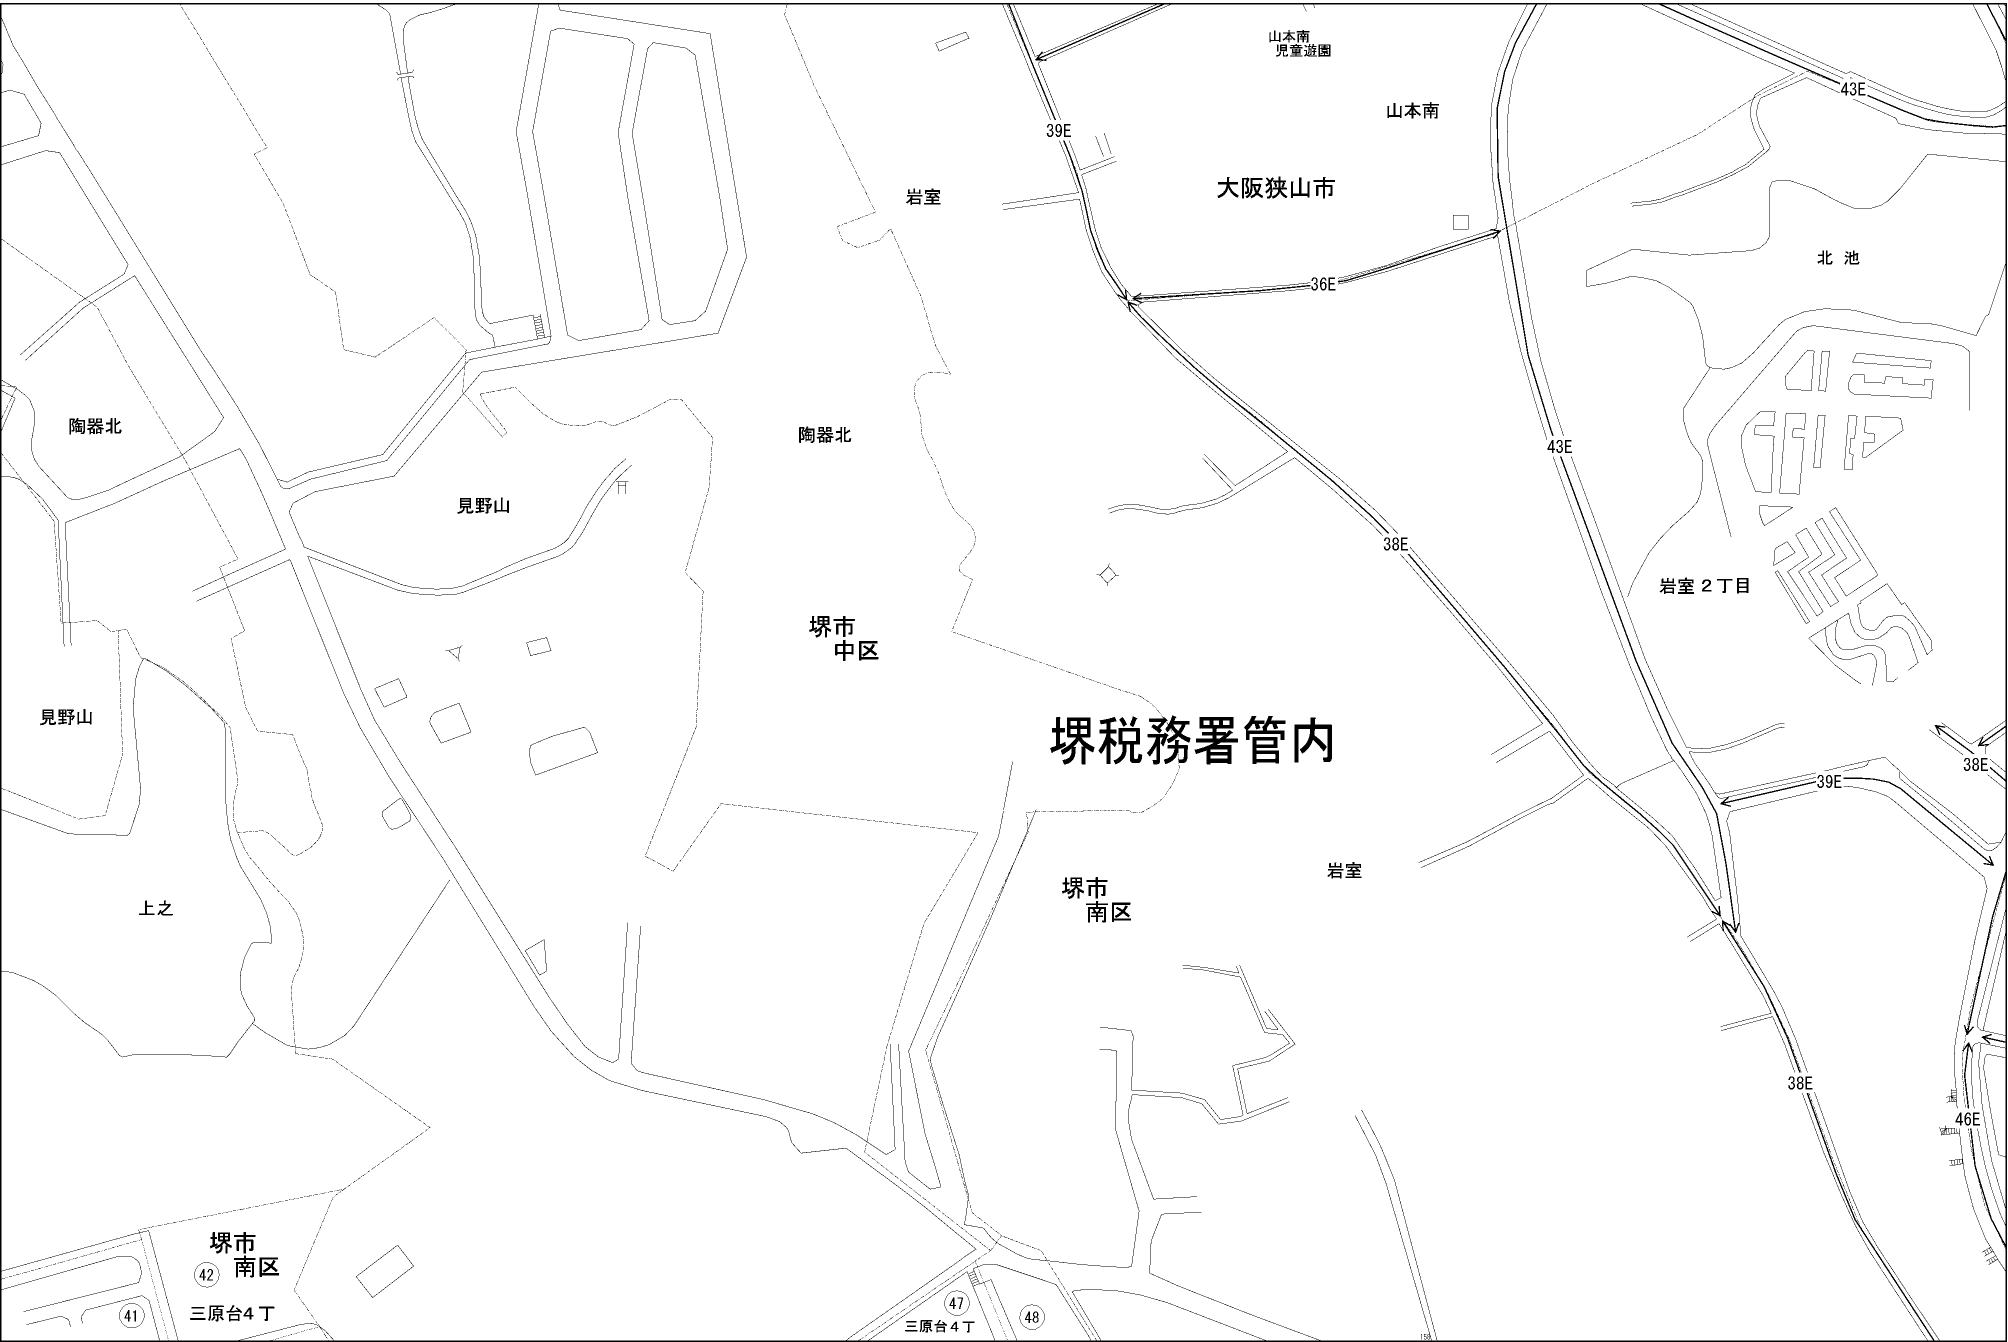 山本南
児童遊園
43E
山本南
39E
大阪狭山市
岩室
北池
36E
陶器北
陶器北
43E
見野山
38E
岩室2丁目
堺市
中区
見野山
堺税務署管内
38E
39E
岩室
堺市
南区
上之
38E
46E
堺市
南区
42
三原台4丁
41
47
三原台4丁
48